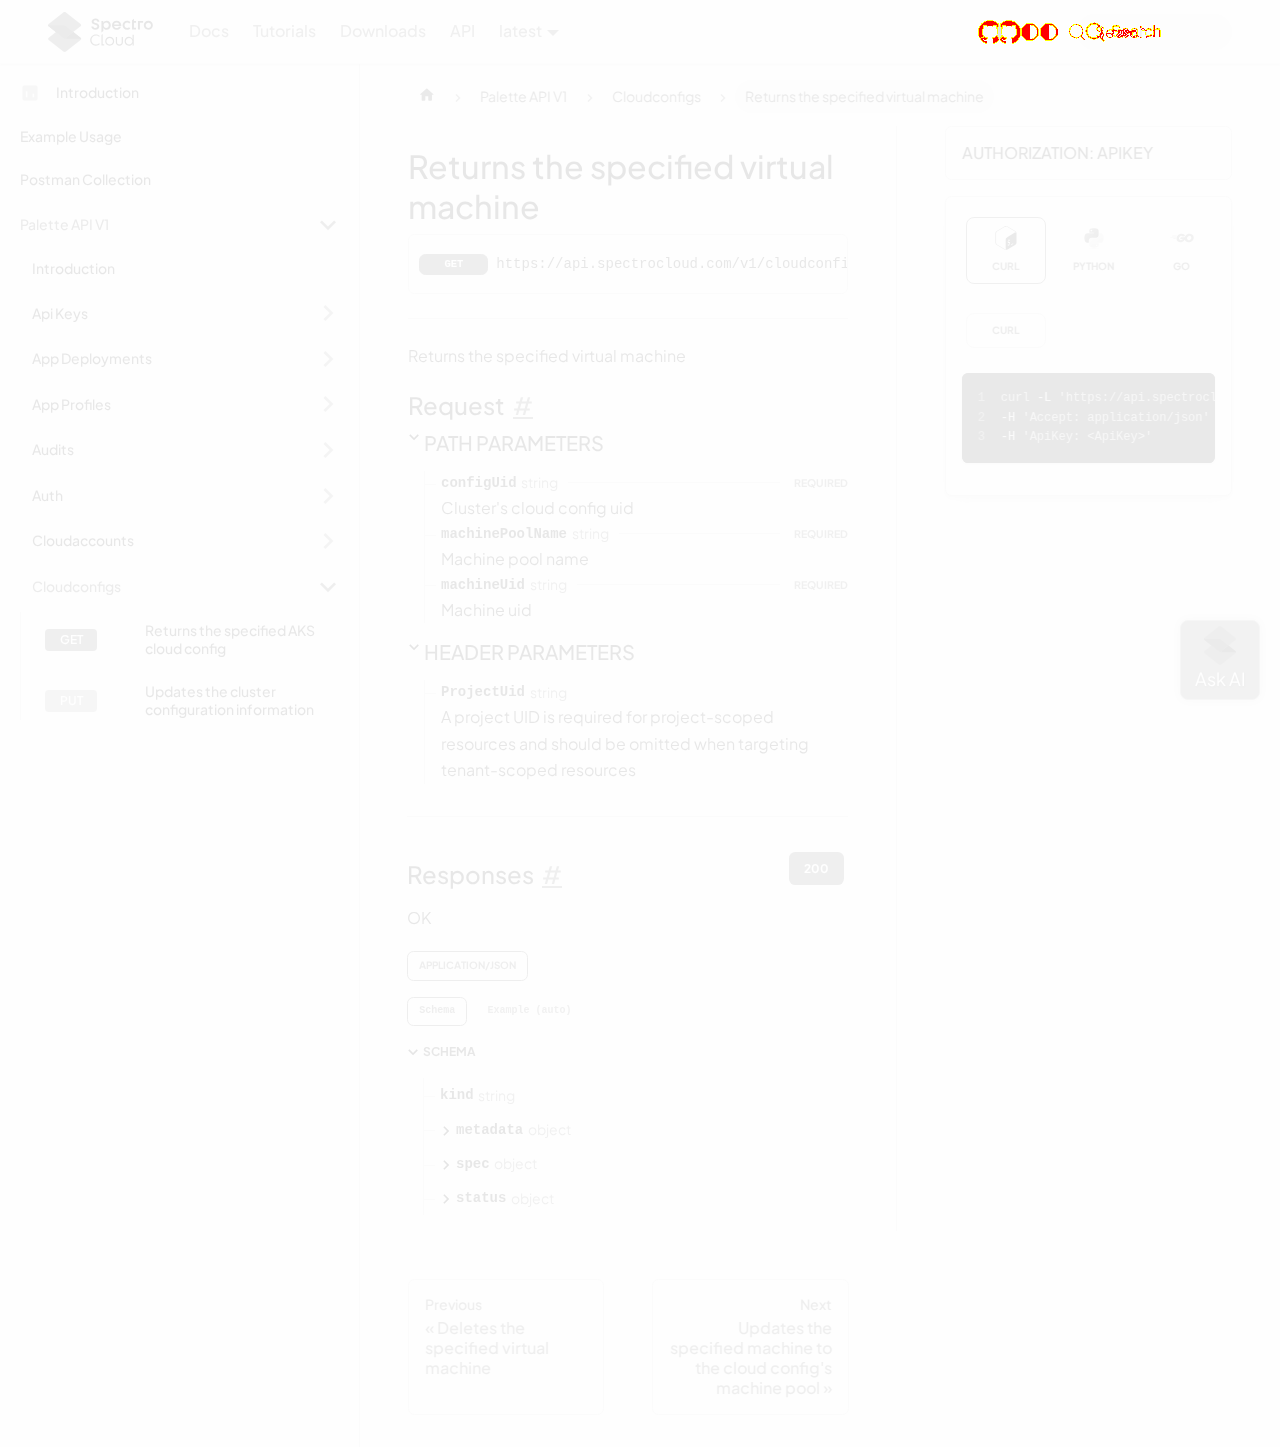 Spectro
Cloud
Docs
Tutorials
Downloads
API
latest
Introduction
Example Usage
Postman Collection
Palette API V1
Introduction
Api Keys
App Deployments
App Profiles
Audits
Auth
Cloudaccounts
Cloudconfigs
GET
Returns the specified AKS
cloud config
PUT
Updates the cluster
configuration information
Palette API V1
Cloudconfigs
Returns the specified virtual machine
Returns the specified virtual
machine
GET https://api.spectrocloud.com/v1/cloudconfi
Returns the specified virtual machine
Request #
PATH PARAMETERS
configUid string REQUIRED
Cluster's cloud config uid
machinePoolName string REQUIRED
Machine pool name
machineUid string REQUIRED
Machine uid
HEADER PARAMETERS
ProjectUid string
A project UID is required for project-scoped
resources and should be omitted when targeting
tenant-scoped resources
Responses #
200
OK
APPLICATION/JSON
Schema
Example (auto)
SCHEMA
kind string
metadata object
spec object
status object
Previous
« Deletes the
specified virtual
machine
Next
Updates the
specified machine to
the cloud config's
machine pool »
AUTHORIZATION: APIKEY
CURL
PYTHON
GO
GO
CURL
1 curl -L 'https://api.spectrocl
2 -H 'Accept: application/json'
3 -H 'ApiKey: <ApiKey>'
Ask AI